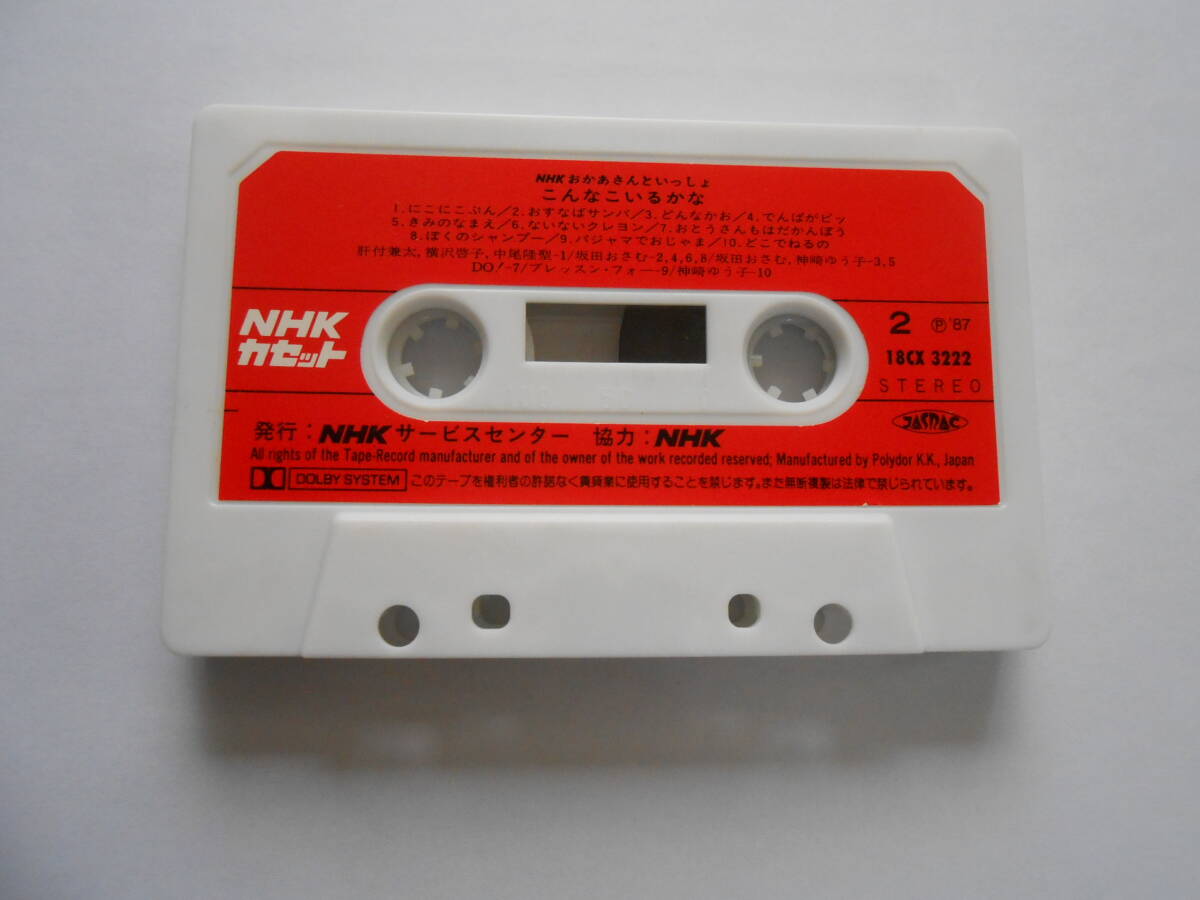 NHK おかあさんといっしょ
こんなこいるかな
1. にこにこぷん/2. おすなばサンバ/3. どんなかお/4. でんぱがピッ
5. きみのなまえ/6. ないないクレヨン/7. おとうさんもはだかんぼう
8. ぼくのシャンプー/9. パジャマでおじゃま/10. どこでねるの
肝付兼太, 横沢啓子, 中尾隆聖-1/坂田おさむ-2,4,6,8/坂田おさむ, 神崎ゆう子-3,5
DO!-7/ブレッスン・フォー-9/神崎ゆう子-10
NHK
カセット
2 Ⓟ'87
18CX 3222
STEREO
JASRAC
発行:NHKサービスセンター 協力:NHK
All rights of the Tape-Record manufacturer and of the owner of the work recorded reserved; Manufactured by Polydor K.K., Japan
DOLBY SYSTEM このテープを権利者の許諾なく賃貸業に使用することを禁じます。また無断複製は法律で禁じられています。